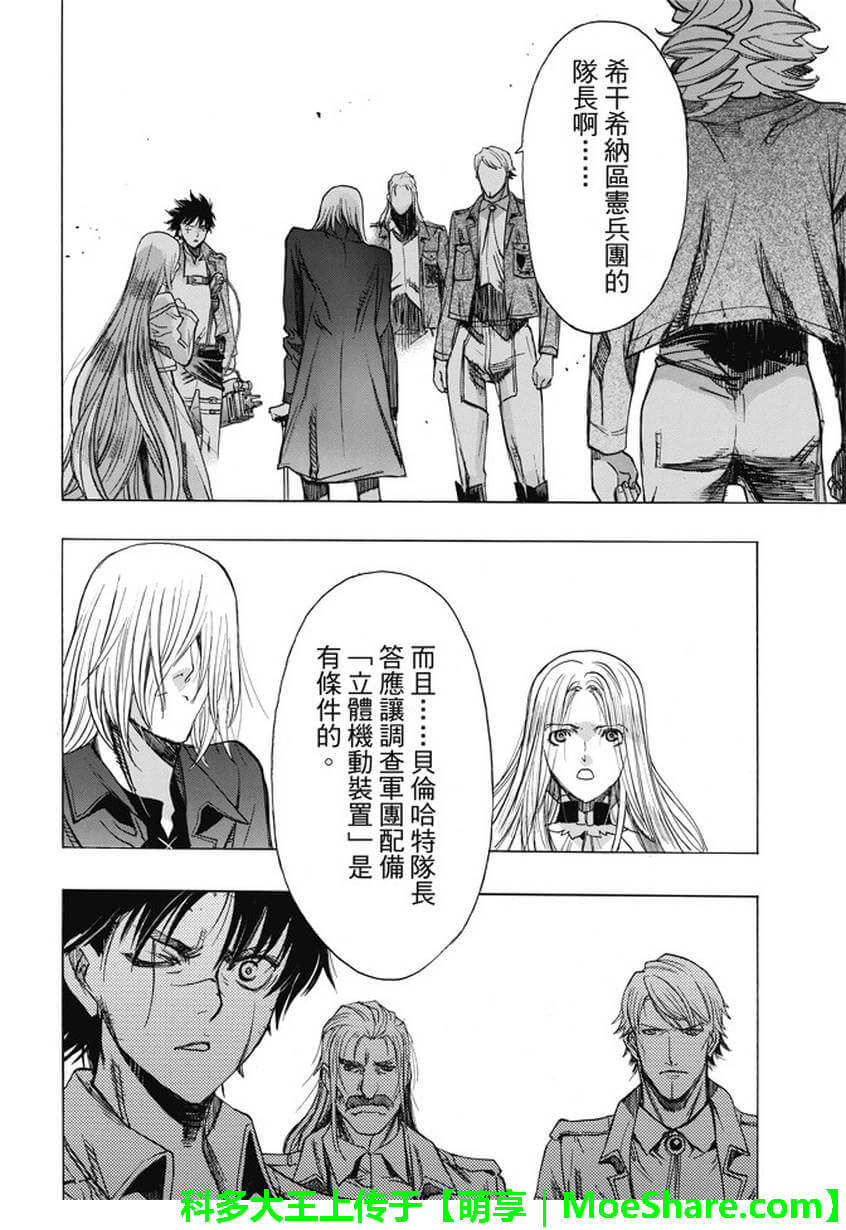 希干希納區憲兵團的
隊長啊……
而且……貝倫哈特隊長
答應讓調查軍團配備
「立體機動裝置」是
有條件的。
科多大王上传于【萌享 | MoeShare.com】